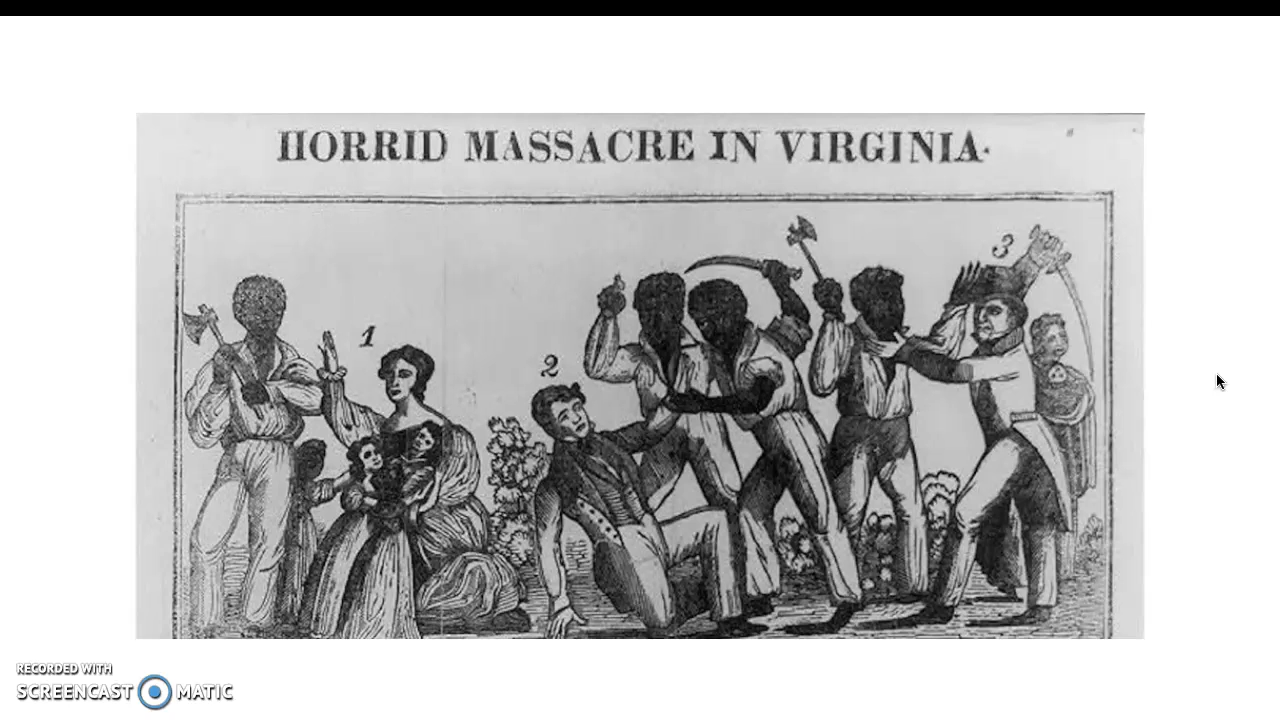 HORRID MASSACRE IN VIRGINIA.
1
2
3
RECORDED WITH
SCREENCAST MATIC